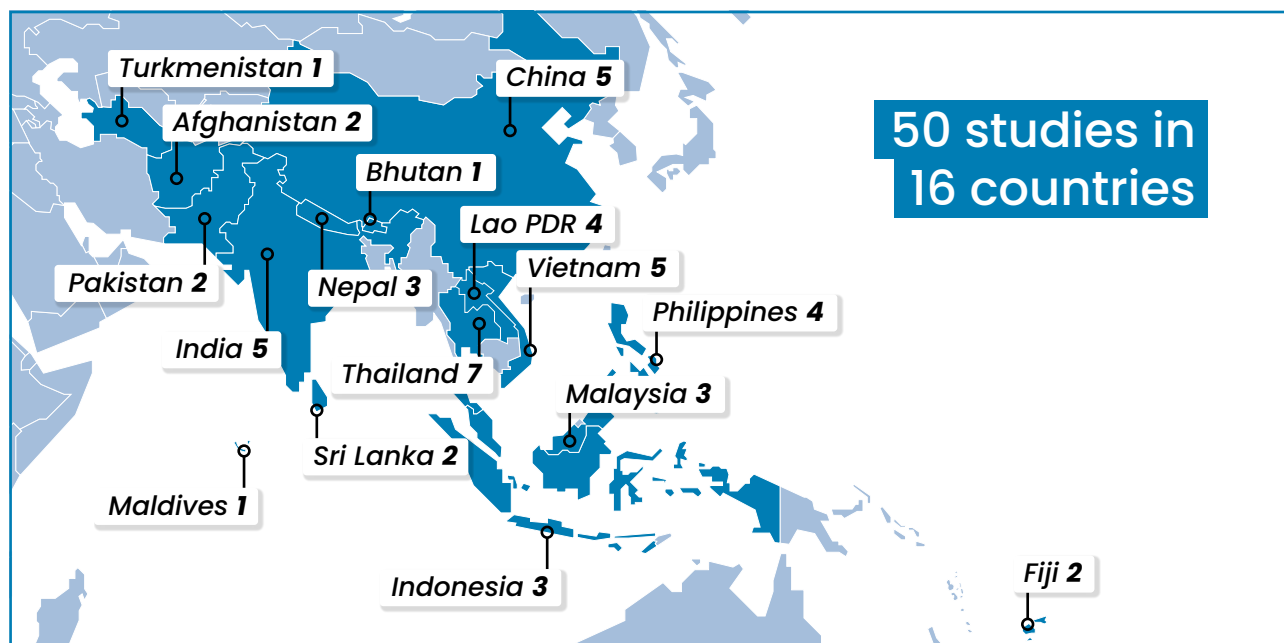 Turkmenistan 1
China 5
Afghanistan 2
50 studies in
16 countries
Bhutan 1
Lao PDR 4
Vietnam 5
Pakistan 2
Nepal 3
Philippines 4
India 5
Thailand 7
Malaysia 3
Sri Lanka 2
Maldives 1
Indonesia 3
Fiji 2